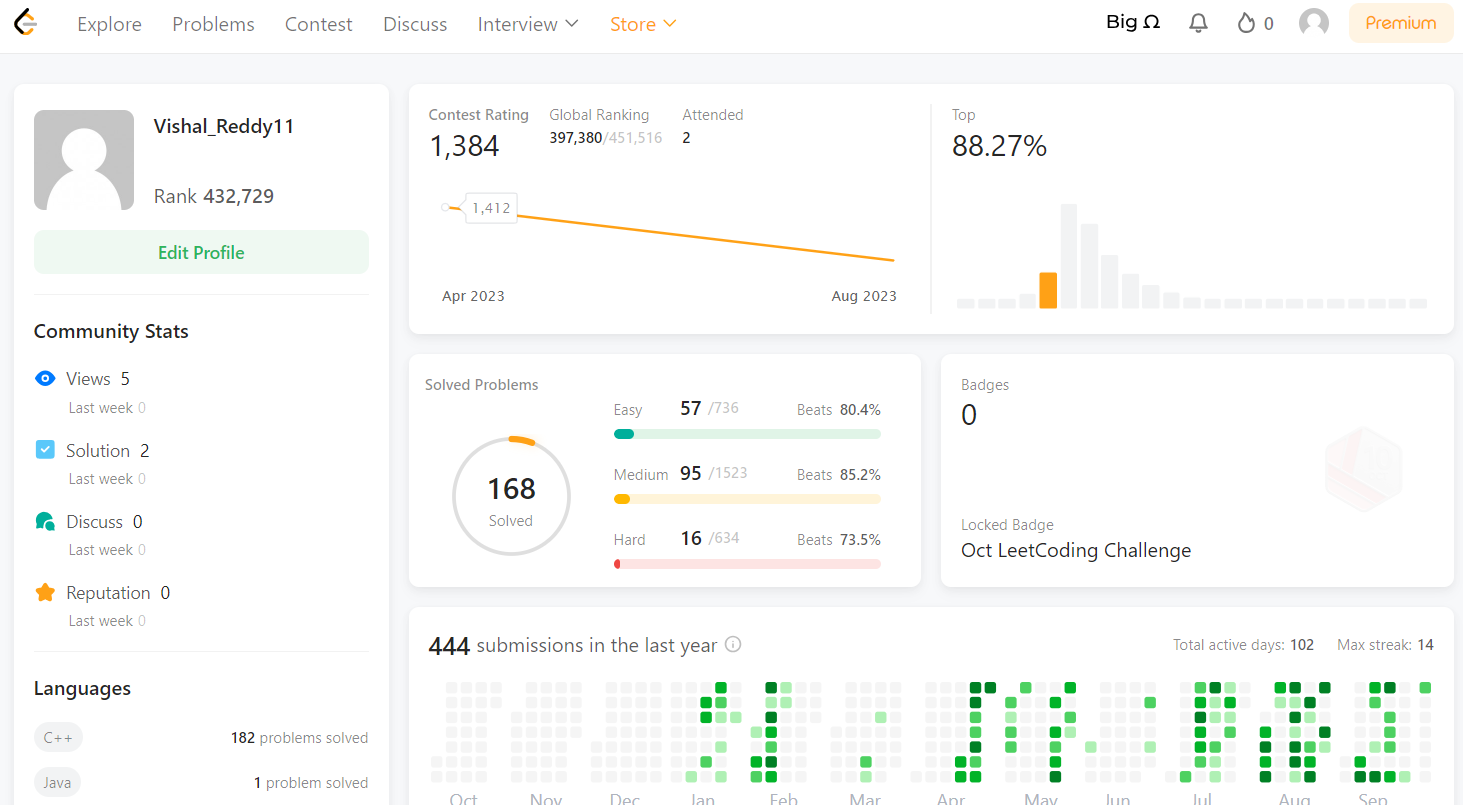 Explore Problems Contest Discuss Interview Store Big Ω 0 Premium
Vishal_Reddy11
Rank 432,729
Edit Profile
Community Stats
Views 5
Last week 0
Solution 2
Last week 0
Discuss 0
Last week 0
Reputation 0
Last week 0
Languages
C++ 182 problems solved
Java 1 problem solved
Contest Rating Global Ranking Attended
1,384 397,380/451,516 2
1,412
Apr 2023 Aug 2023
Top
88.27%
Solved Problems
168
Solved
Easy 57 /736 Beats 80.4%
Medium 95 /1523 Beats 85.2%
Hard 16 /634 Beats 73.5%
Badges
0
Locked Badge
Oct LeetCoding Challenge
444 submissions in the last year Total active days: 102 Max streak: 14
Oct Nov Dec Jan Feb Mar Apr May Jun Jul Aug Sep